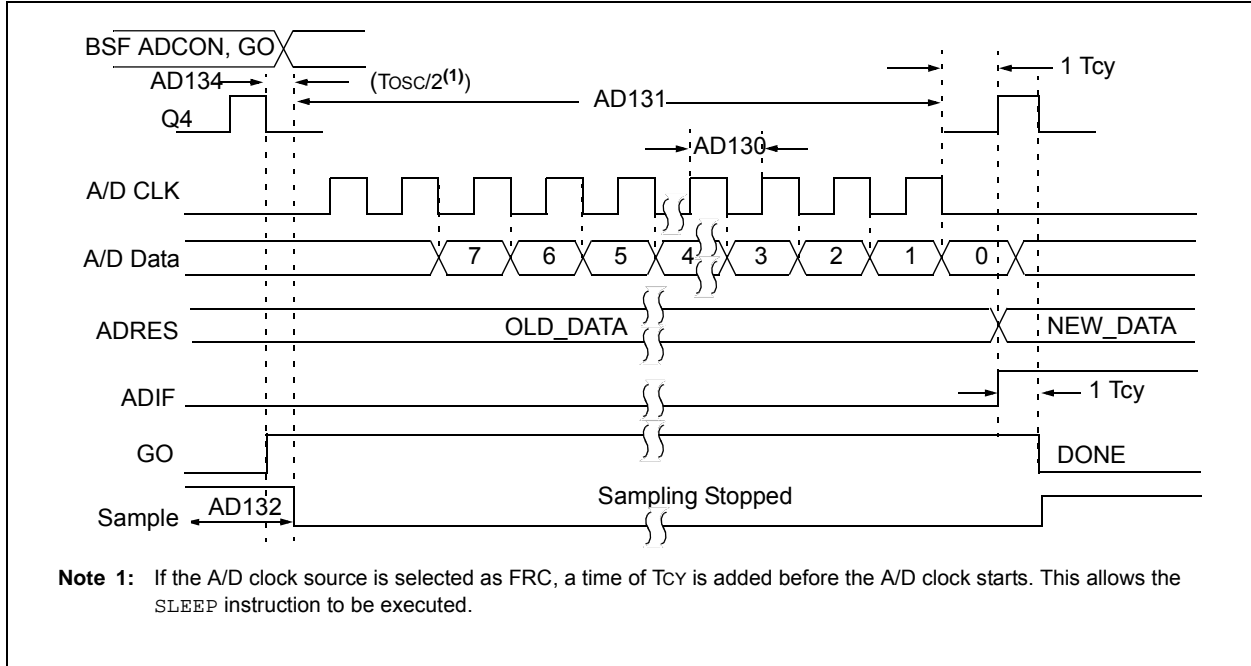 BSF ADCON, GO
AD134
(TOSC/2(1))
AD131
1 Tcy
Q4
AD130
A/D CLK
A/D Data
7 6 5 4 3 2 1 0
ADRES
OLD_DATA
NEW_DATA
ADIF
1 Tcy
GO
DONE
Sample
AD132
Sampling Stopped
Note 1: If the A/D clock source is selected as FRC, a time of TCY is added before the A/D clock starts. This allows the
SLEEP instruction to be executed.